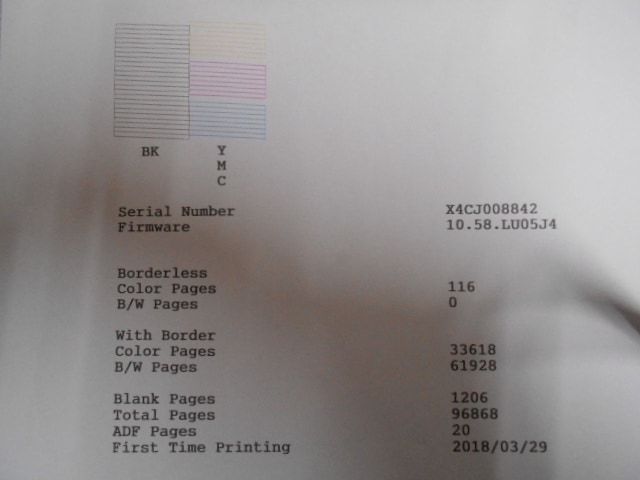 BK Y
M
C
Serial Number X4CJ008842
Firmware 10.58.LU05J4
Borderless
Color Pages 116
B/W Pages 0
With Border
Color Pages 33618
B/W Pages 61928
Blank Pages 1206
Total Pages 96868
ADF Pages 20
First Time Printing 2018/03/29